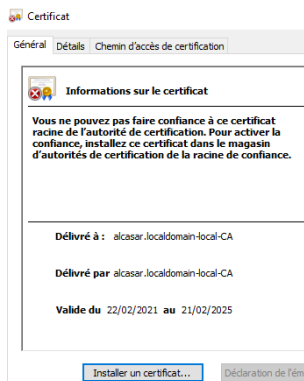 Certificat
Général Détails Chemin d'accès de certification
Informations sur le certificat
Vous ne pouvez pas faire confiance à ce certificat
racine de l'autorité de certification. Pour activer la
confiance, installez ce certificat dans le magasin
d'autorités de certification de la racine de confiance.
Délivré à : alcasar.localdomain-local-CA
Délivré par alcasar.localdomain-local-CA
Valide du 22/02/2021 au 21/02/2025
Installer un certificat... Déclaration de l'ém